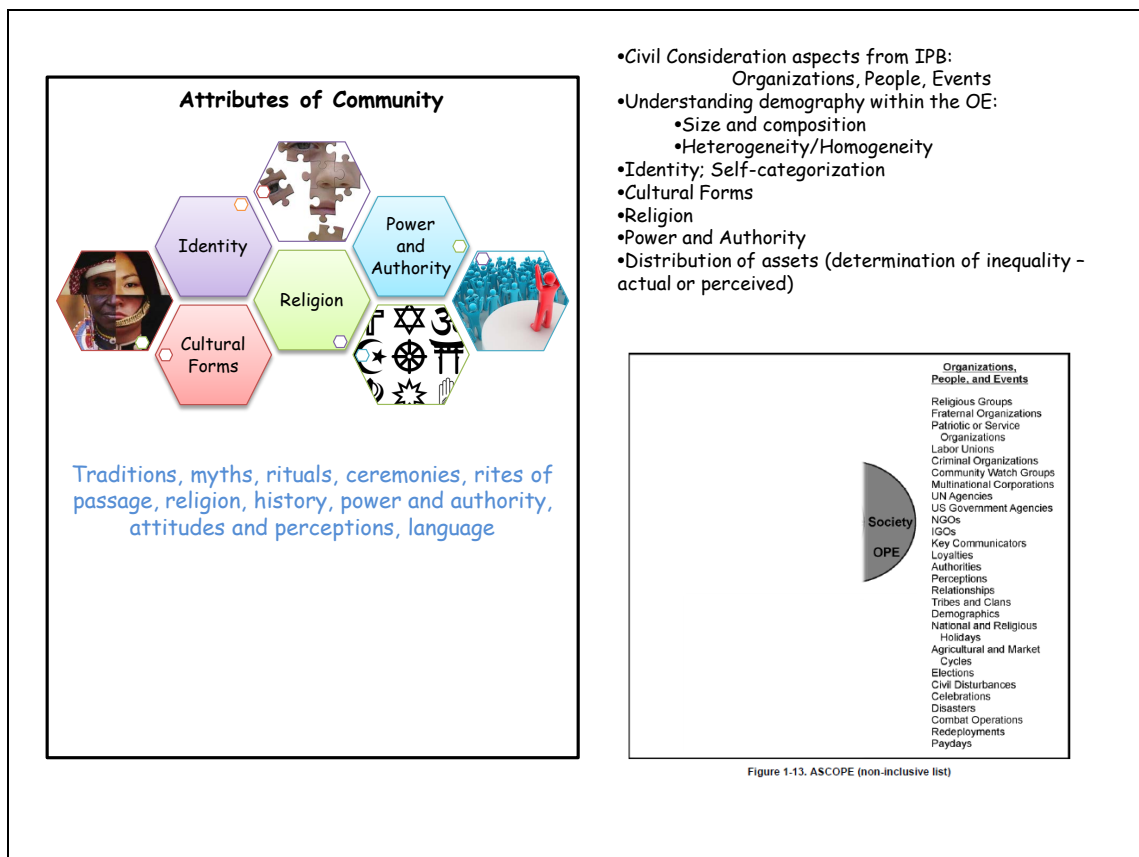 Attributes of Community
Identity
Power
and
Authority
Religion
Cultural
Forms
Traditions, myths, rituals, ceremonies, rites of
passage, religion, history, power and authority,
attitudes and perceptions, language
•Civil Consideration aspects from IPB:
Organizations, People, Events
•Understanding demography within the OE:
•Size and composition
•Heterogeneity/Homogeneity
•Identity; Self-categorization
•Cultural Forms
•Religion
•Power and Authority
•Distribution of assets (determination of inequality –
actual or perceived)
Society
OPE
Organizations,
People, and Events
Religious Groups
Fraternal Organizations
Patriotic or Service
Organizations
Labor Unions
Criminal Organizations
Community Watch Groups
Multinational Corporations
UN Agencies
US Government Agencies
NGOs
IGOs
Key Communicators
Loyalties
Authorities
Perceptions
Relationships
Tribes and Clans
Demographics
National and Religious
Holidays
Agricultural and Market
Cycles
Elections
Civil Disturbances
Celebrations
Disasters
Combat Operations
Redeployments
Paydays
Figure 1-13. ASCOPE (non-inclusive list)